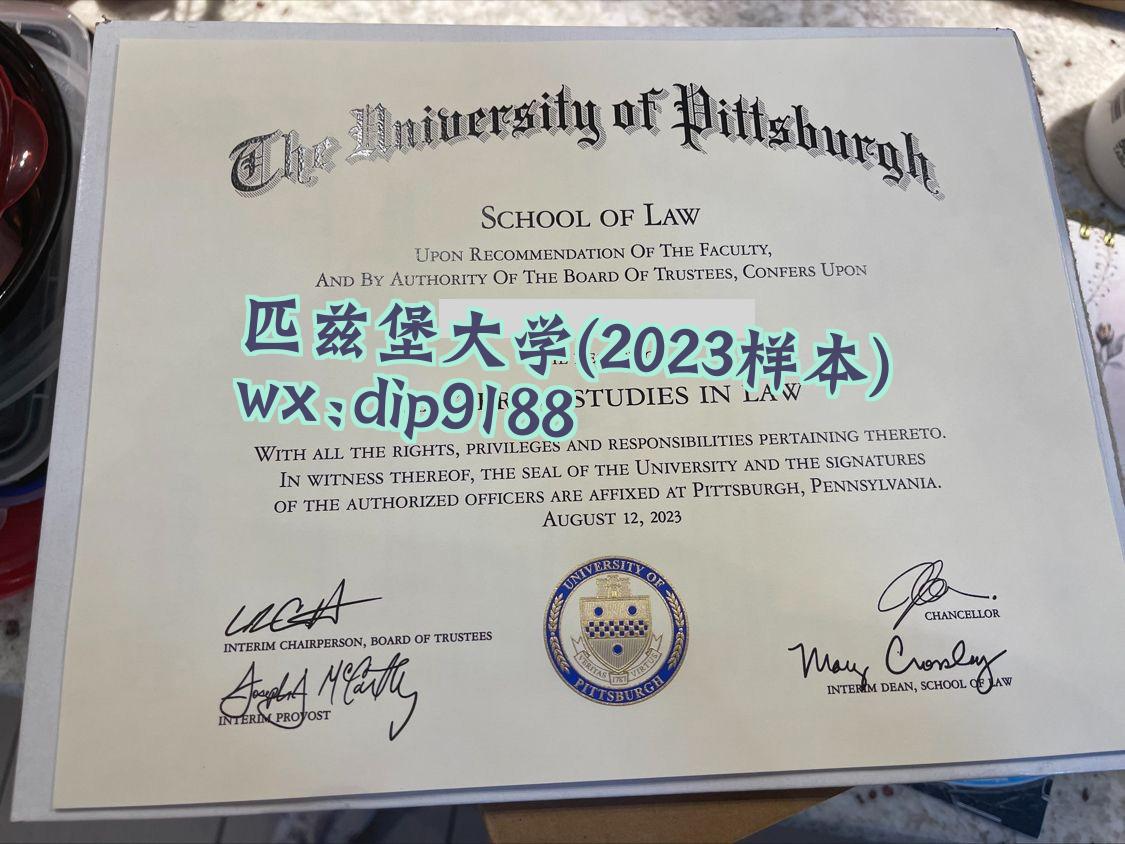 The University of Pittsburgh
SCHOOL OF LAW
UPON RECOMMENDATION OF THE FACULTY,
AND BY AUTHORITY OF THE BOARD OF TRUSTEES, CONFERS UPON
匹兹堡大学(2023样本)
wx:dip9188
STUDIES IN LAW
WITH ALL THE RIGHTS, PRIVILEGES AND RESPONSIBILITIES PERTAINING THERETO.
IN WITNESS THEREOF, THE SEAL OF THE UNIVERSITY AND THE SIGNATURES
OF THE AUTHORIZED OFFICERS ARE AFFIXED AT PITTSBURGH, PENNSYLVANIA.
AUGUST 12, 2023
INTERIM CHAIRPERSON, BOARD OF TRUSTEES
Joseph J McCarthy
INTERIM PROVOST
UNIVERSITY OF
VERITAS 1787 VIRTUS
PITTSBURGH
CHANCELLOR
Mary Crossley
INTERIM DEAN, SCHOOL OF LAW